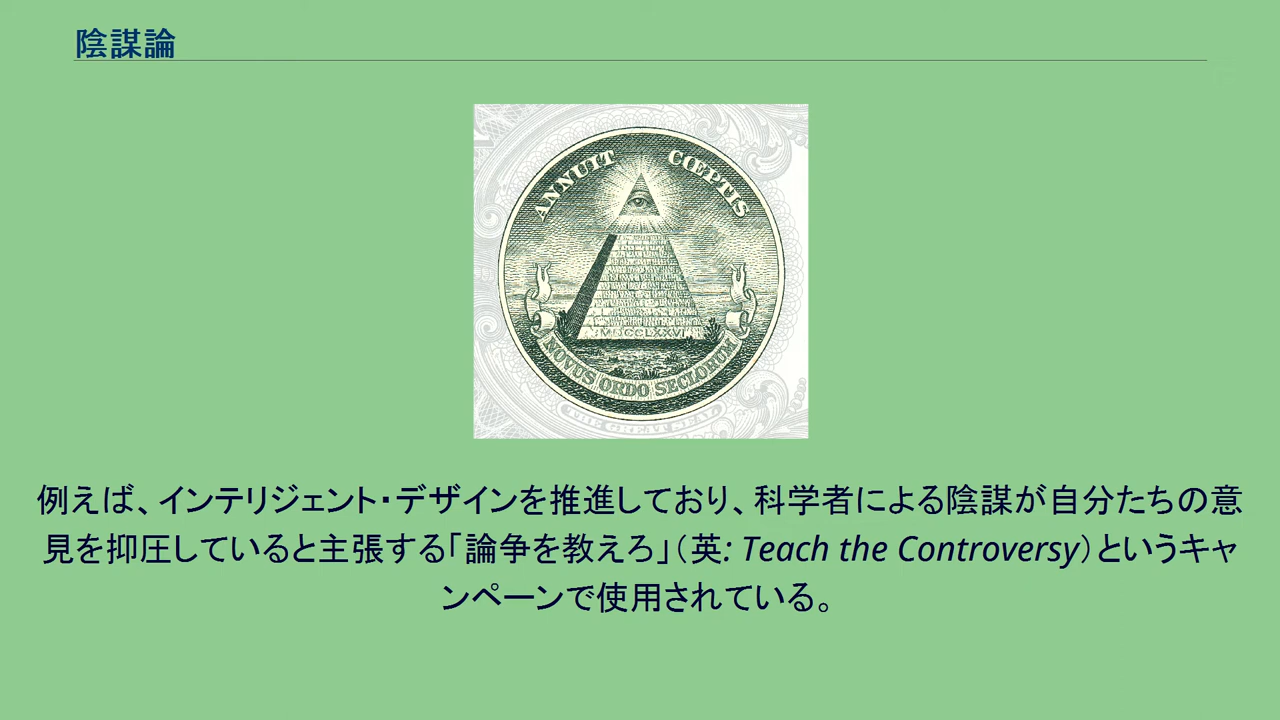 陰謀論
ANNUIT CŒPTIS
MDCCLXXVI
NOVUS ORDO SECLORUM
THE GREAT SEAL
例えば、インテリジェント・デザインを推進しており、科学者による陰謀が自分たちの意
見を抑圧していると主張する「論争を教えろ」（英: Teach the Controversy）というキャ
ンペーンで使用されている。